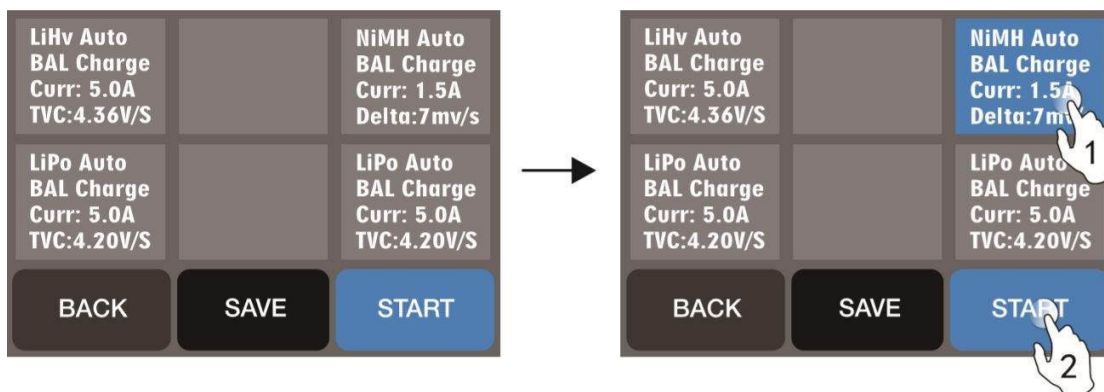 LiHv Auto
BAL Charge
Curr: 5.0A
TVC:4.36V/S
NiMH Auto
BAL Charge
Curr: 1.5A
Delta:7mv/s
LiPo Auto
BAL Charge
Curr: 5.0A
TVC:4.20V/S
LiPo Auto
BAL Charge
Curr: 5.0A
TVC:4.20V/S
BACK
SAVE
START
LiHv Auto
BAL Charge
Curr: 5.0A
TVC:4.36V/S
NiMH Auto
BAL Charge
Curr: 1.5A
Delta:7mv/
1
LiPo Auto
BAL Charge
Curr: 5.0A
TVC:4.20V/S
LiPo Auto
BAL Charge
Curr: 5.0A
TVC:4.20V/S
BACK
SAVE
START
2